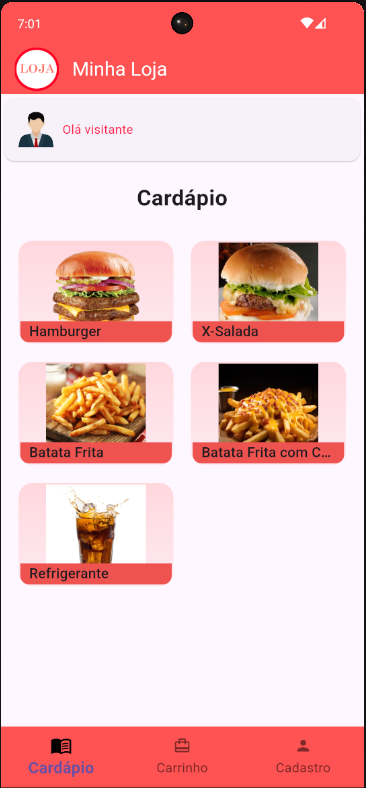 7:01
LOJA
Minha Loja
Olá visitante
Cardápio
Hamburger
X-Salada
Batata Frita
Batata Frita com C...
Refrigerante
Cardápio
Carrinho
Cadastro